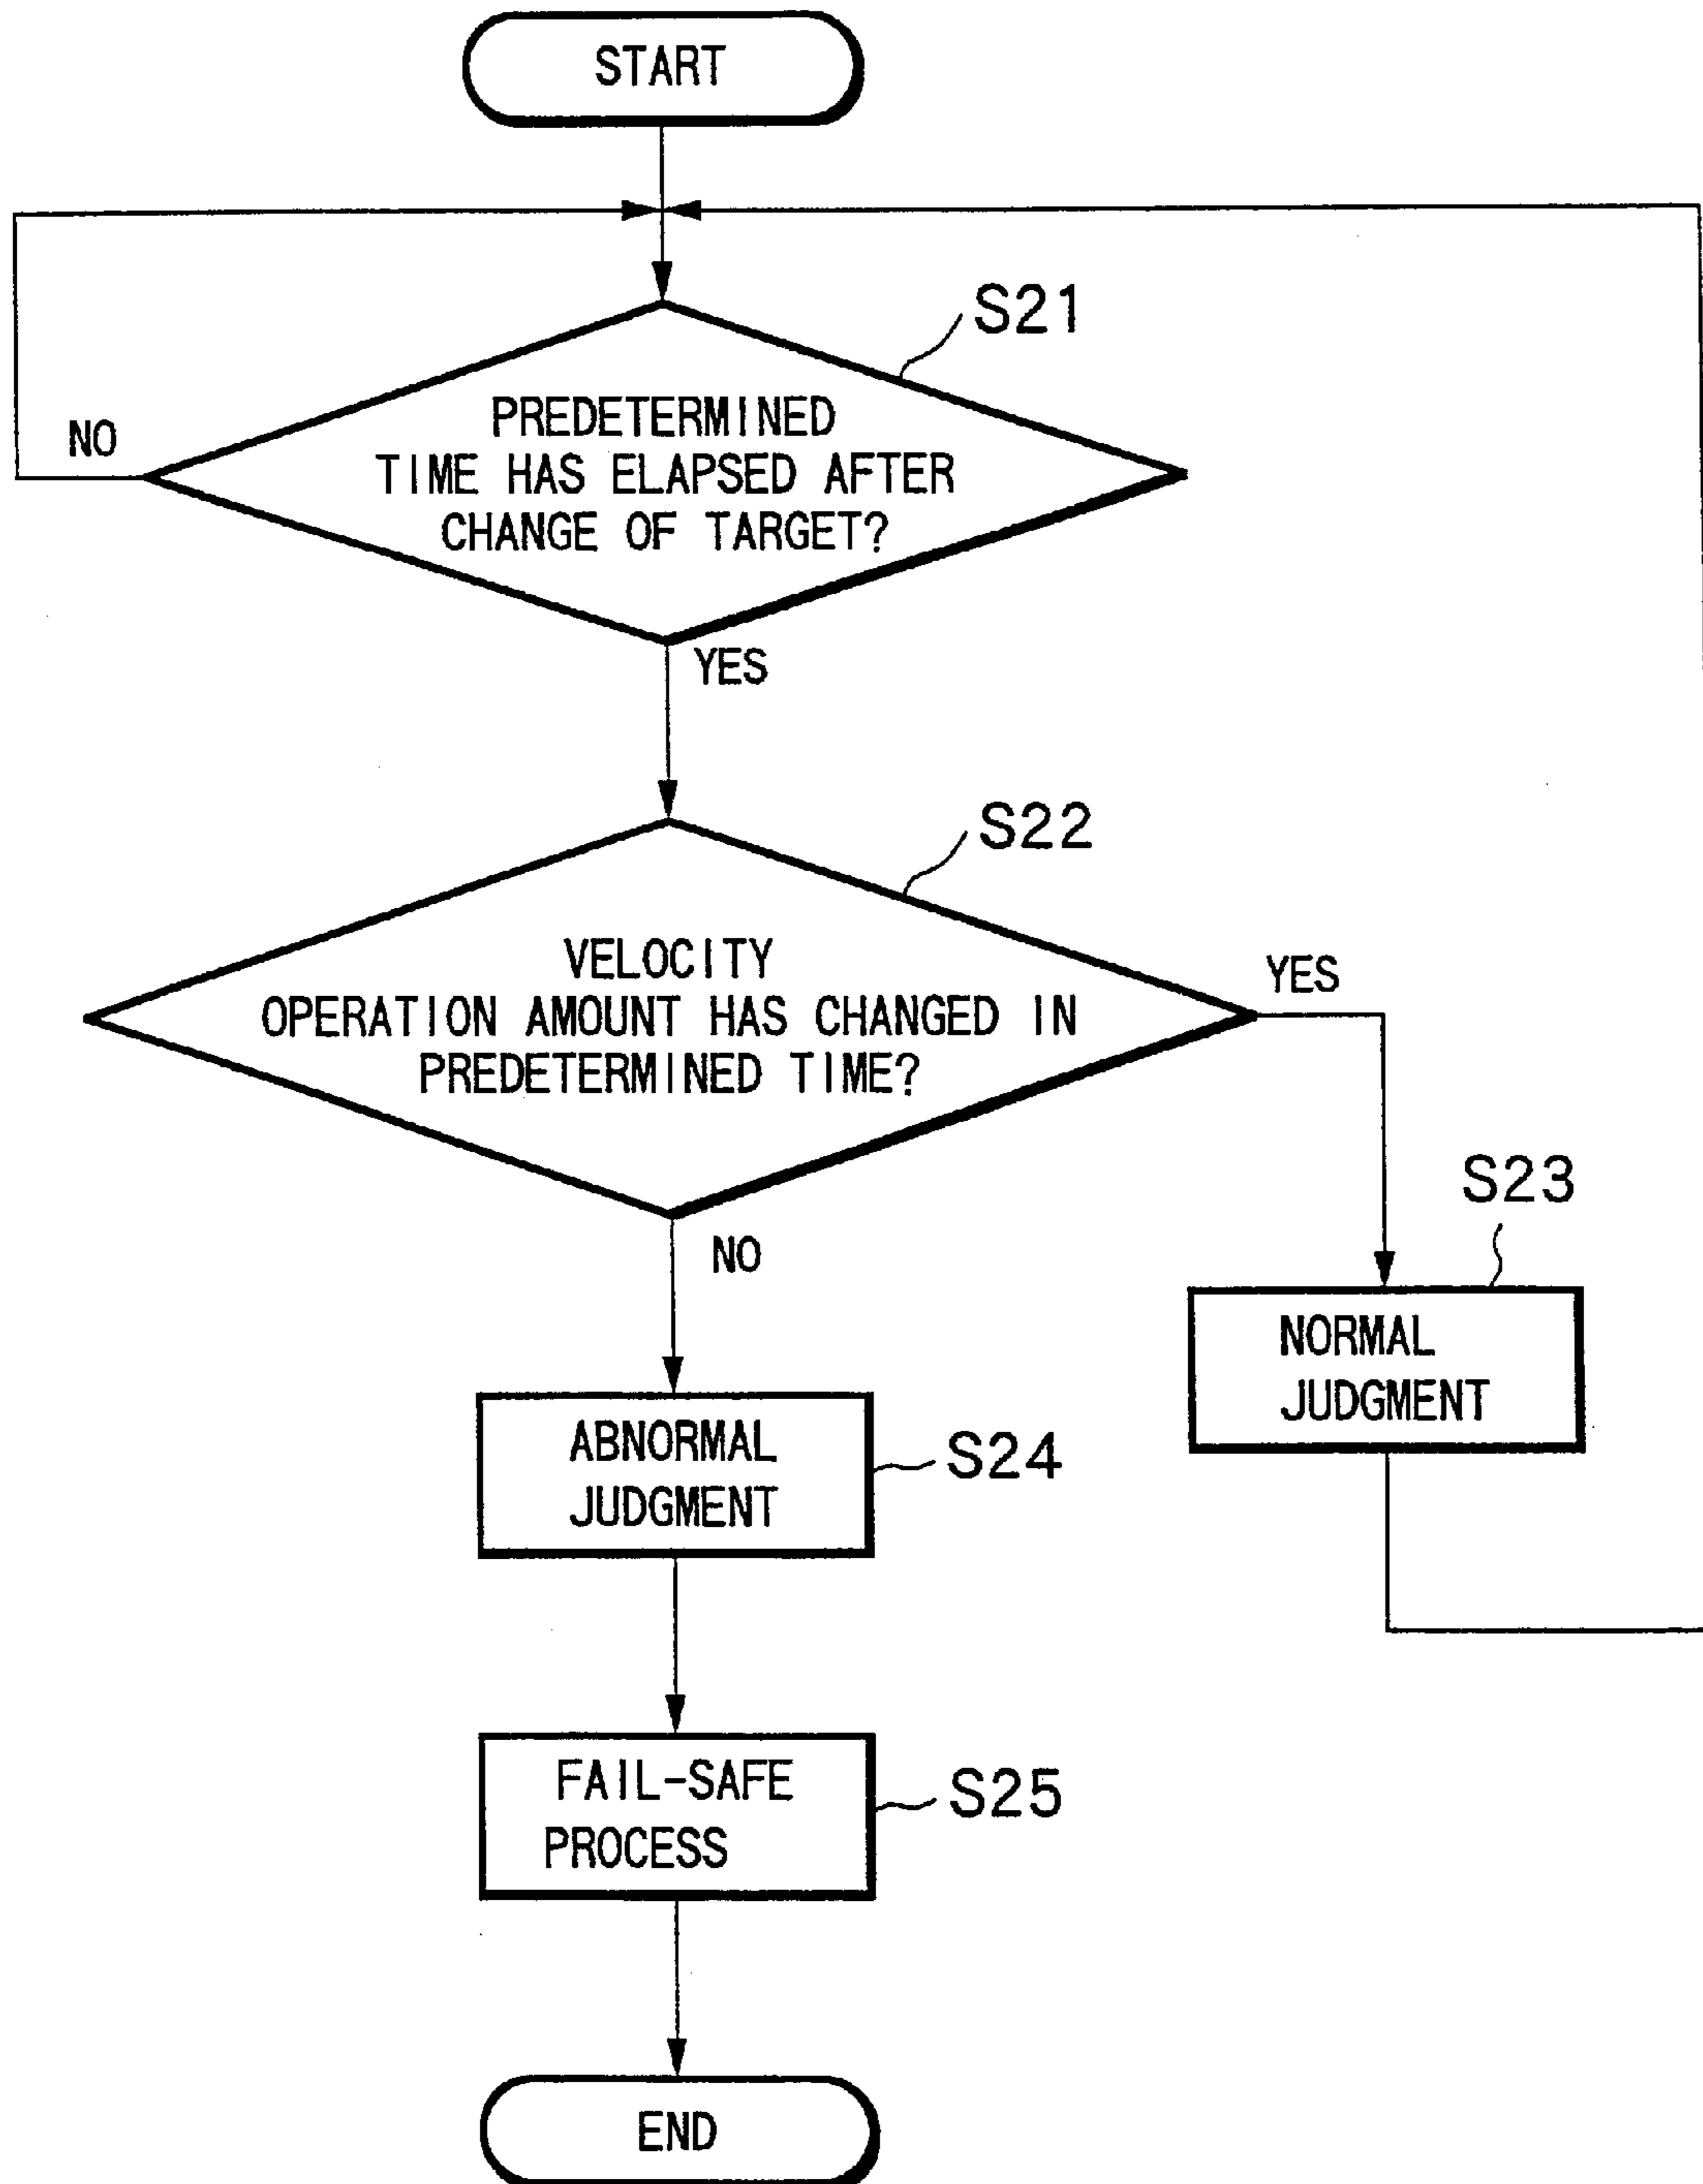 START
S21
PREDETERMINED
NO
TIME HAS ELAPSED AFTER
CHANGE OF TARGET?
YES
S22
VELOCITY
YES
OPERATION AMOUNT HAS CHANGED IN
PREDETERMINED TIME?
NO
S23
NORMAL
JUDGMENT
ABNORMAL
JUDGMENT
S24
FAIL-SAFE
PROCESS
S25
END